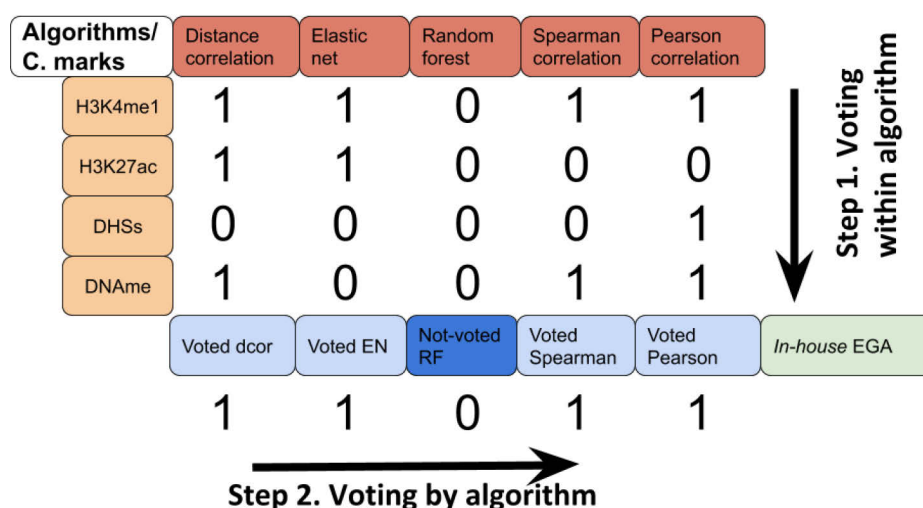 Algorithms/
C. marks
Distance
correlation
Elastic
net
Random
forest
Spearman
correlation
Pearson
correlation
H3K4me1
1 1 0 1 1
H3K27ac
1 1 0 0 0
DHSs
0 0 0 0 1
DNAme
1 0 0 1 1
Step 1. Voting
within algorithm
Voted dcor
Voted EN
Not-voted
RF
Voted
Spearman
Voted
Pearson
In-house EGA
1 1 0 1 1
Step 2. Voting by algorithm